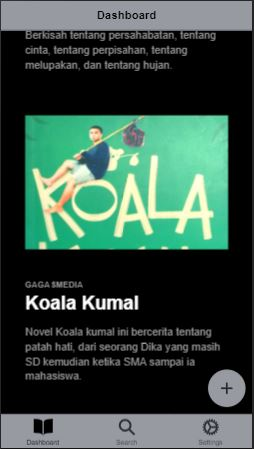 Dashboard
Berkisah tentang persahabatan, tentang
cinta, tentang perpisahan, tentang
melupakan, dan tentang hujan.
KOALA
GAGA$MEDIA
Koala Kumal
Novel Koala kumal ini bercerita tentang
patah hati, dari seorang Dika yang masih
SD kemudian ketika SMA sampai ia
mahasiswa.
+
Dashboard
Search
Settings